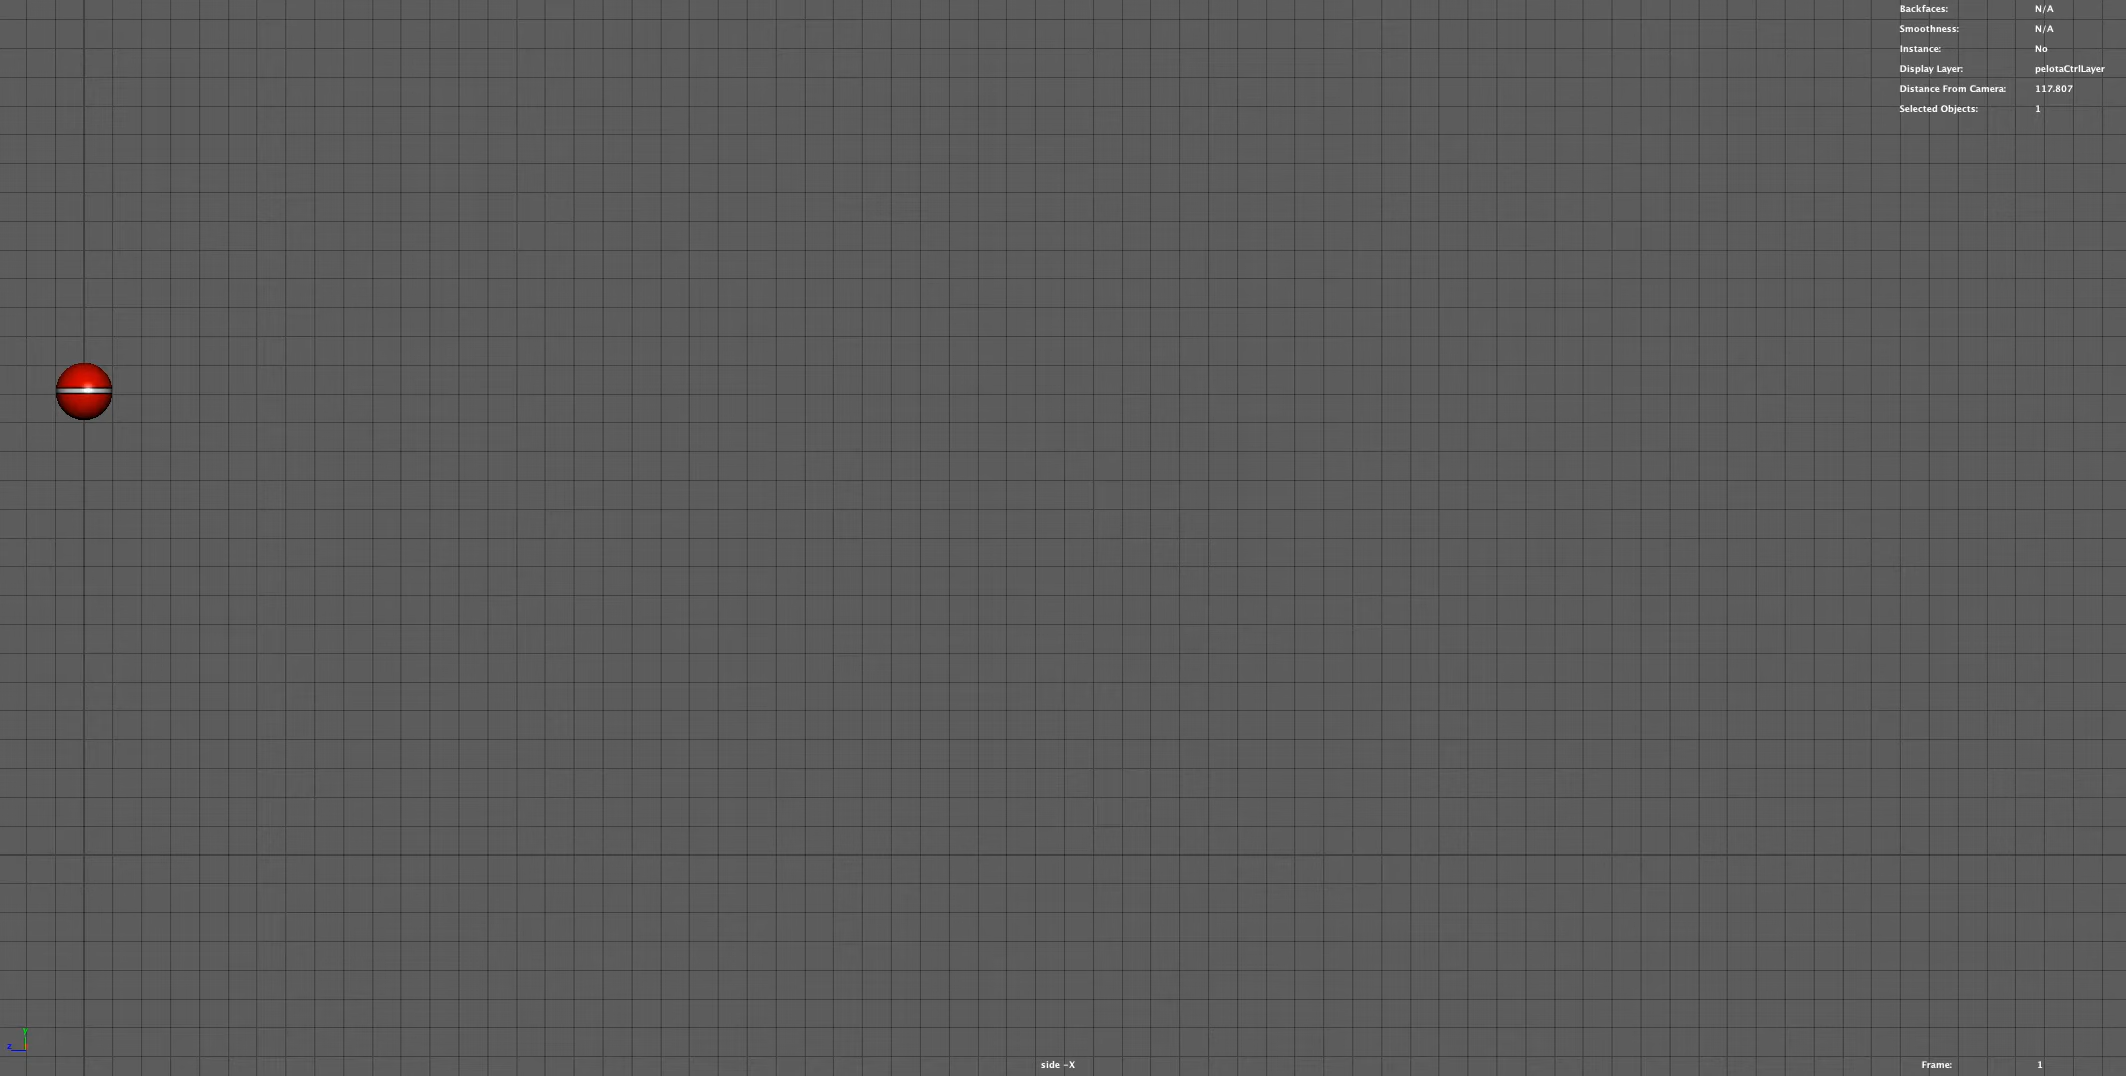 Backfaces: N/A
Smoothness: N/A
Instance: No
Display Layer: pelotaCtrlLayer
Distance From Camera: 117.807
Selected Objects: 1
y
z
side -X
Frame: 1